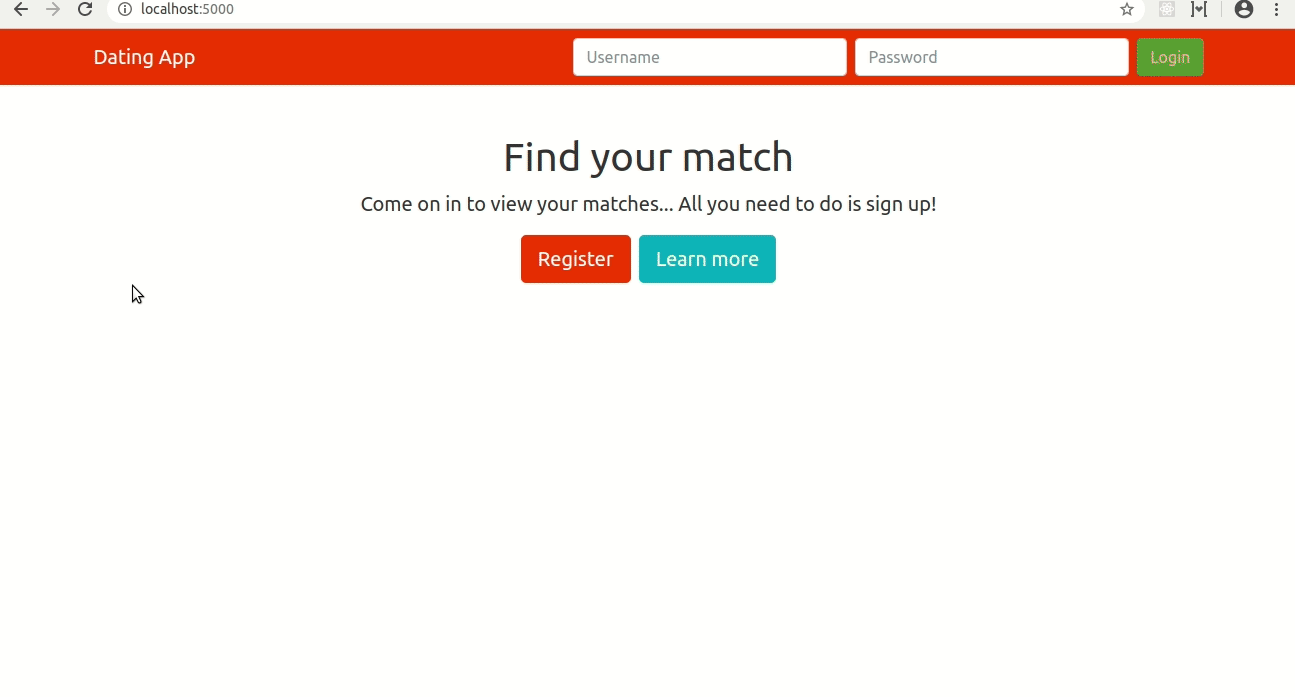 localhost:5000
Dating App Username Password Login
Find your match
Come on in to view your matches... All you need to do is sign up!
Register Learn more